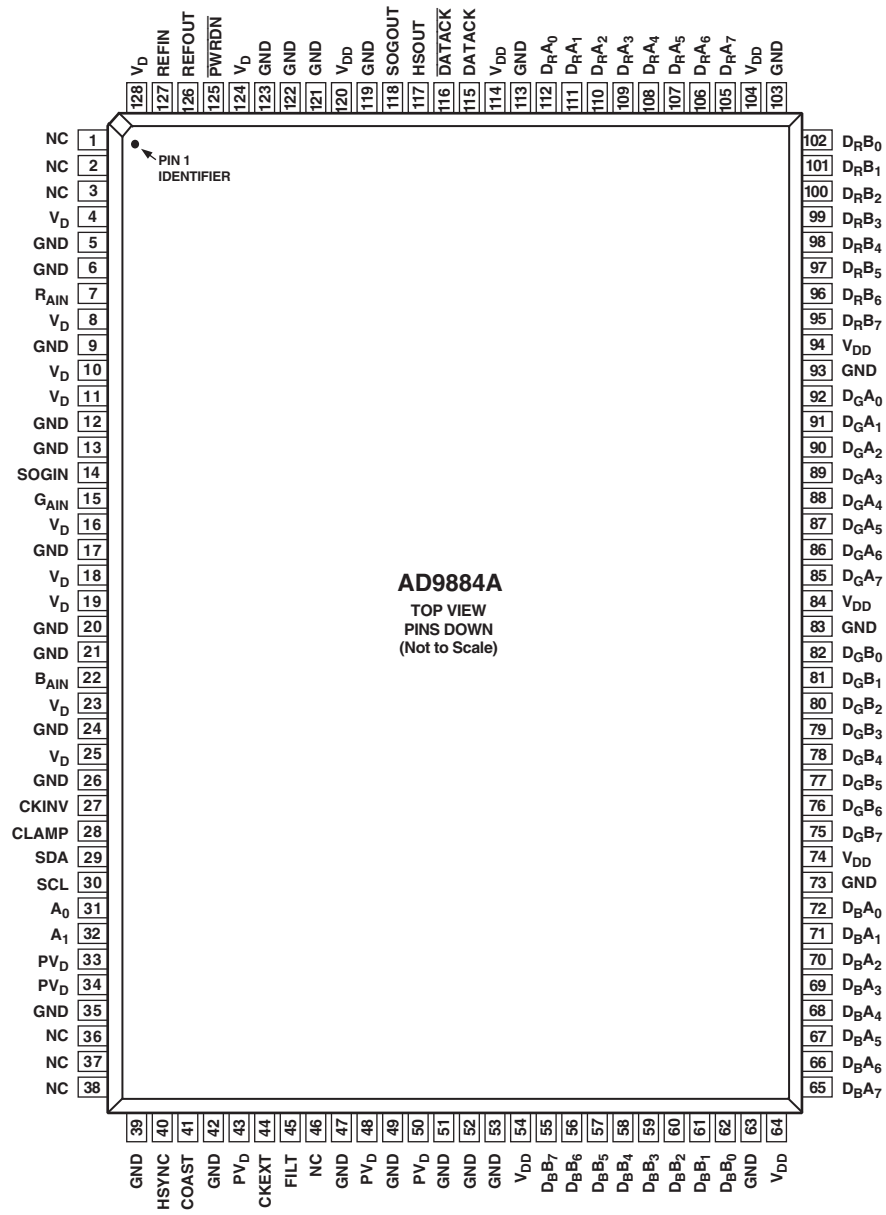 128 V_D
127 REFIN
126 REFOUT
125 PWRDN
124 V_D
123 GND
122 GND
121 GND
120 V_DD
119 GND
118 SOGOUT
117 HSOUT
116 DATACK
115 DATACK
114 V_DD
113 GND
112 D_RA_0
111 D_RA_1
110 D_RA_2
109 D_RA_3
108 D_RA_4
107 D_RA_5
106 D_RA_6
105 D_RA_7
104 V_DD
103 GND
NC 1
NC 2
NC 3
V_D 4
GND 5
GND 6
R_AIN 7
V_D 8
GND 9
V_D 10
V_D 11
GND 12
GND 13
SOGIN 14
G_AIN 15
V_D 16
GND 17
V_D 18
V_D 19
GND 20
GND 21
B_AIN 22
V_D 23
GND 24
V_D 25
GND 26
CKINV 27
CLAMP 28
SDA 29
SCL 30
A_0 31
A_1 32
PV_D 33
PV_D 34
GND 35
NC 36
NC 37
NC 38
PIN 1
IDENTIFIER
AD9884A
TOP VIEW
PINS DOWN
(Not to Scale)
102 D_RB_0
101 D_RB_1
100 D_RB_2
99 D_RB_3
98 D_RB_4
97 D_RB_5
96 D_RB_6
95 D_RB_7
94 V_DD
93 GND
92 D_GA_0
91 D_GA_1
90 D_GA_2
89 D_GA_3
88 D_GA_4
87 D_GA_5
86 D_GA_6
85 D_GA_7
84 V_DD
83 GND
82 D_GB_0
81 D_GB_1
80 D_GB_2
79 D_GB_3
78 D_GB_4
77 D_GB_5
76 D_GB_6
75 D_GB_7
74 V_DD
73 GND
72 D_BA_0
71 D_BA_1
70 D_BA_2
69 D_BA_3
68 D_BA_4
67 D_BA_5
66 D_BA_6
65 D_BA_7
GND 39
HSYNC 40
COAST 41
GND 42
PV_D 43
CKEXT 44
FILT 45
NC 46
GND 47
PV_D 48
GND 49
PV_D 50
GND 51
GND 52
GND 53
V_DD 54
D_BB_7 55
D_BB_6 56
D_BB_5 57
D_BB_4 58
D_BB_3 59
D_BB_2 60
D_BB_1 61
D_BB_0 62
GND 63
V_DD 64